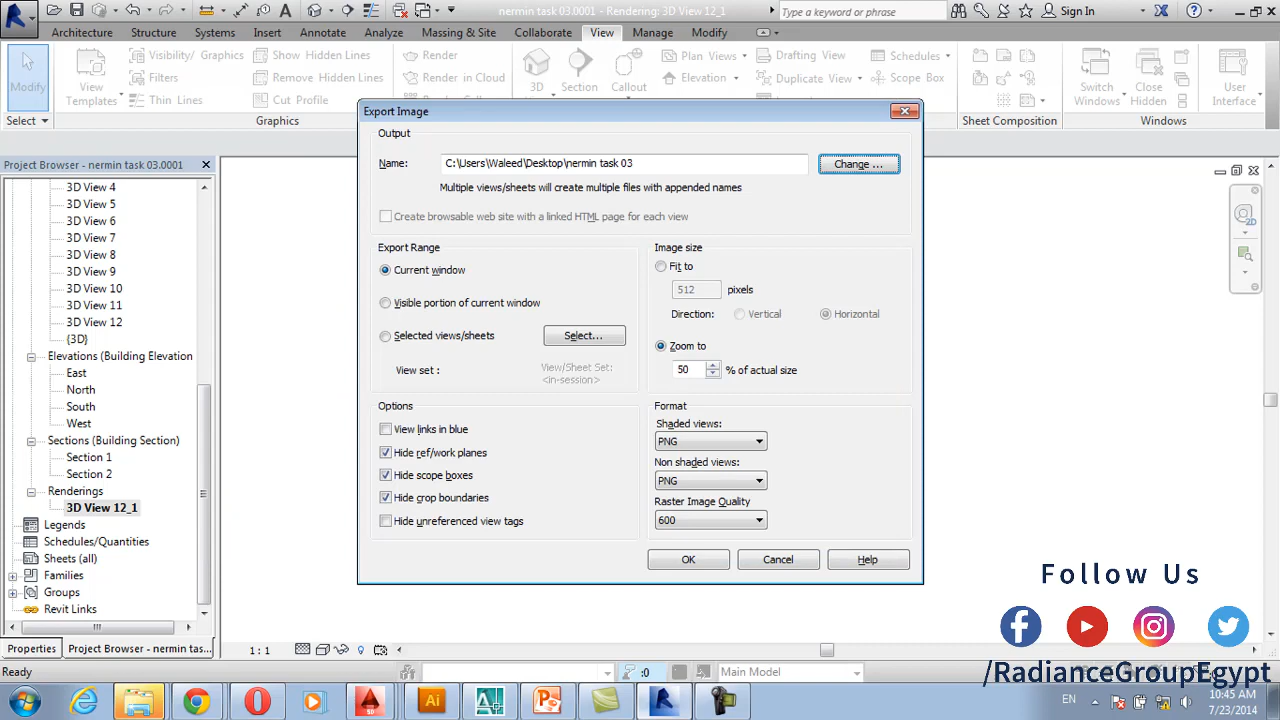 nermin task 03.0001 - Rendering: 3D View 12_1
Type a keyword or phrase
Sign In
Architecture
Structure
Systems
Insert
Annotate
Analyze
Massing & Site
Collaborate
View
Manage
Modify
Modify
View
Templates
Visibility/ Graphics
Filters
Thin Lines
Show Hidden Lines
Remove Hidden Lines
Cut Profile
Render
Render in Cloud
3D
Section
Callout
Plan Views
Elevation
Drafting View
Duplicate View
Schedules
Scope Box
Switch
Windows
Close
Hidden
User
Interface
Select
Graphics
Sheet Composition
Windows
Project Browser - nermin task 03.0001
3D View 4
3D View 5
3D View 6
3D View 7
3D View 8
3D View 9
3D View 10
3D View 11
3D View 12
{3D}
Elevations (Building Elevation
East
North
South
West
Sections (Building Section)
Section 1
Section 2
Renderings
3D View 12_1
Legends
Schedules/Quantities
Sheets (all)
Families
Groups
Revit Links
Properties
Project Browser - nermin tas...
Export Image
Output
Name:
C:\Users\Waleed\Desktop\nermin task 03
Change ...
Multiple views/sheets will create multiple files with appended names
Create browsable web site with a linked HTML page for each view
Export Range
Current window
Visible portion of current window
Selected views/sheets
Select...
View set :
View/Sheet Set:
<in-session>
Image size
Fit to
512 pixels
Direction: Vertical Horizontal
Zoom to
50 % of actual size
Options
View links in blue
Hide ref/work planes
Hide scope boxes
Hide crop boundaries
Hide unreferenced view tags
Format
Shaded views:
PNG
Non shaded views:
PNG
Raster Image Quality
600
OK
Cancel
Help
2D
1 : 1
Ready
:0
Main Model
Follow Us
/RadianceGroupEgypt
EN
10:45 AM
7/23/2014